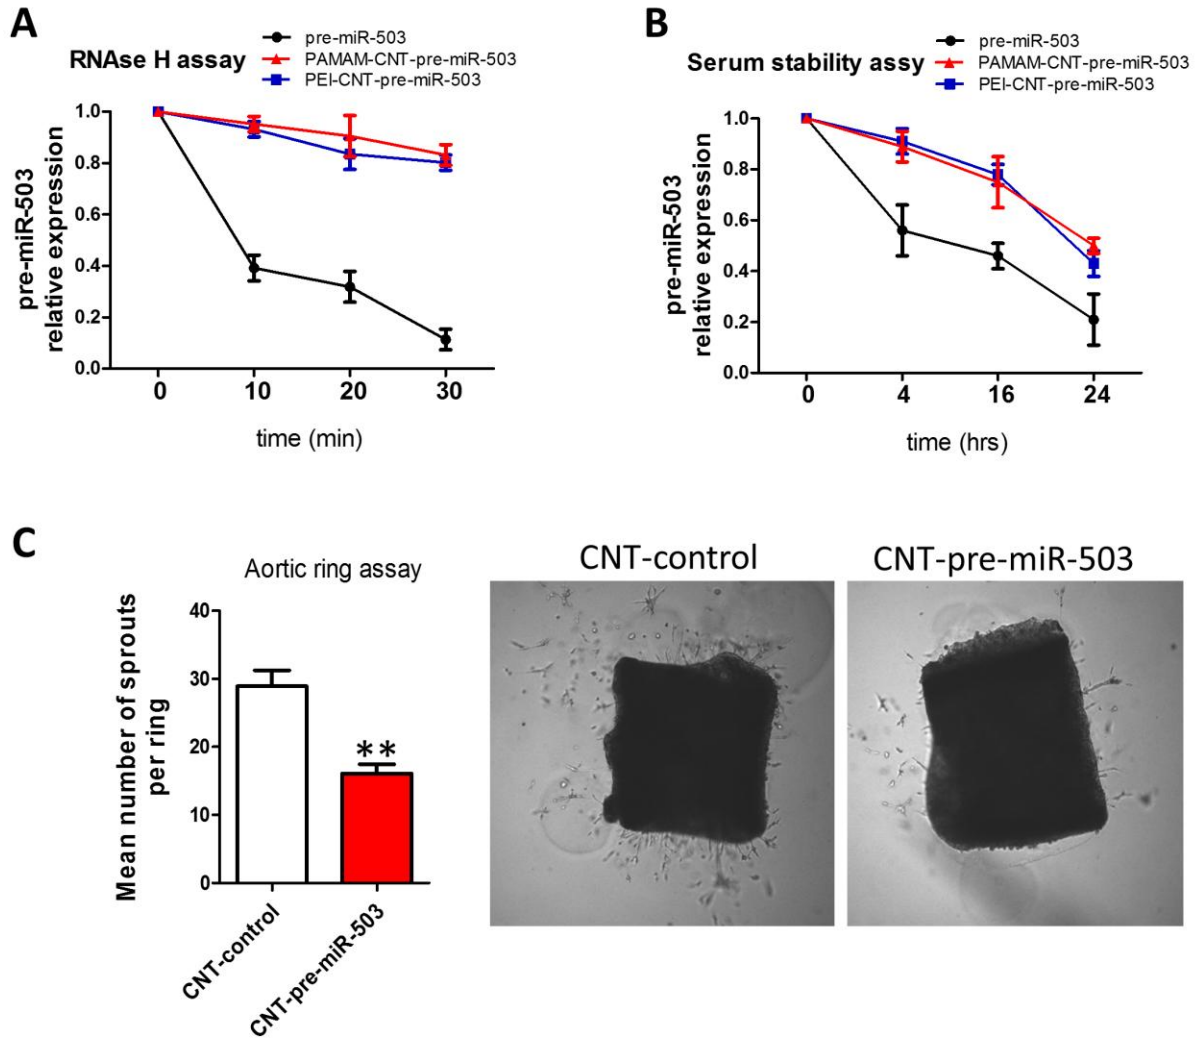 A
RNAse H assay
pre-miR-503
PAMAM-CNT-pre-miR-503
PEI-CNT-pre-miR-503
pre-miR-503
relative expression
1.0
0.8
0.6
0.4
0.2
0.0
0
10
20
30
time (min)
B
Serum stability assy
pre-miR-503
PAMAM-CNT-pre-miR-503
PEI-CNT-pre-miR-503
pre-miR-503
relative expression
1.0
0.8
0.6
0.4
0.2
0.0
0
4
16
24
time (hrs)
C
Aortic ring assay
Mean number of sprouts
per ring
40
30
20
10
0
**
CNT-control
CNT-pre-miR-503
CNT-control
CNT-pre-miR-503